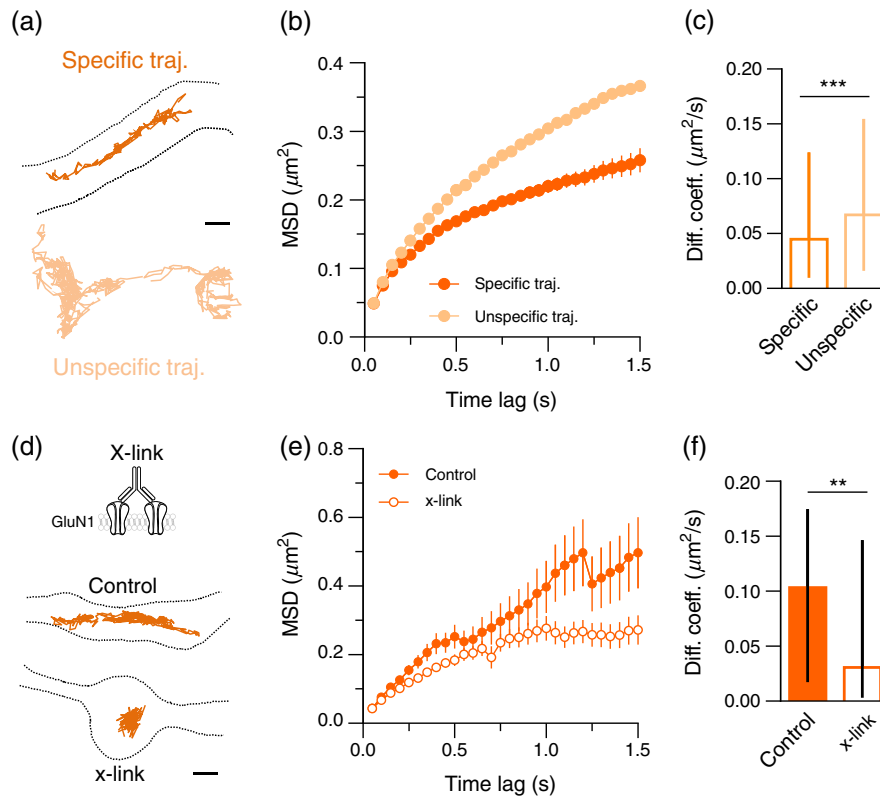 (a)
Specific traj.
Unspecific traj.
(b)
MSD (μm²)
0.4
0.3
0.2
0.1
0.0
Specific traj.
Unspecific traj.
0.0 0.5 1.0 1.5
Time lag (s)
(c)
Diff. coeff. (μm²/s)
0.20
0.15
0.10
0.05
0.00
***
Specific
Unspecific
(d)
X-link
GluN1
Control
x-link
(e)
MSD (μm²)
0.8
0.6
0.4
0.2
0.0
Control
x-link
0.0 0.5 1.0 1.5
Time lag (s)
(f)
Diff. coeff. (μm²/s)
0.20
0.15
0.10
0.05
0.00
**
Control
x-link